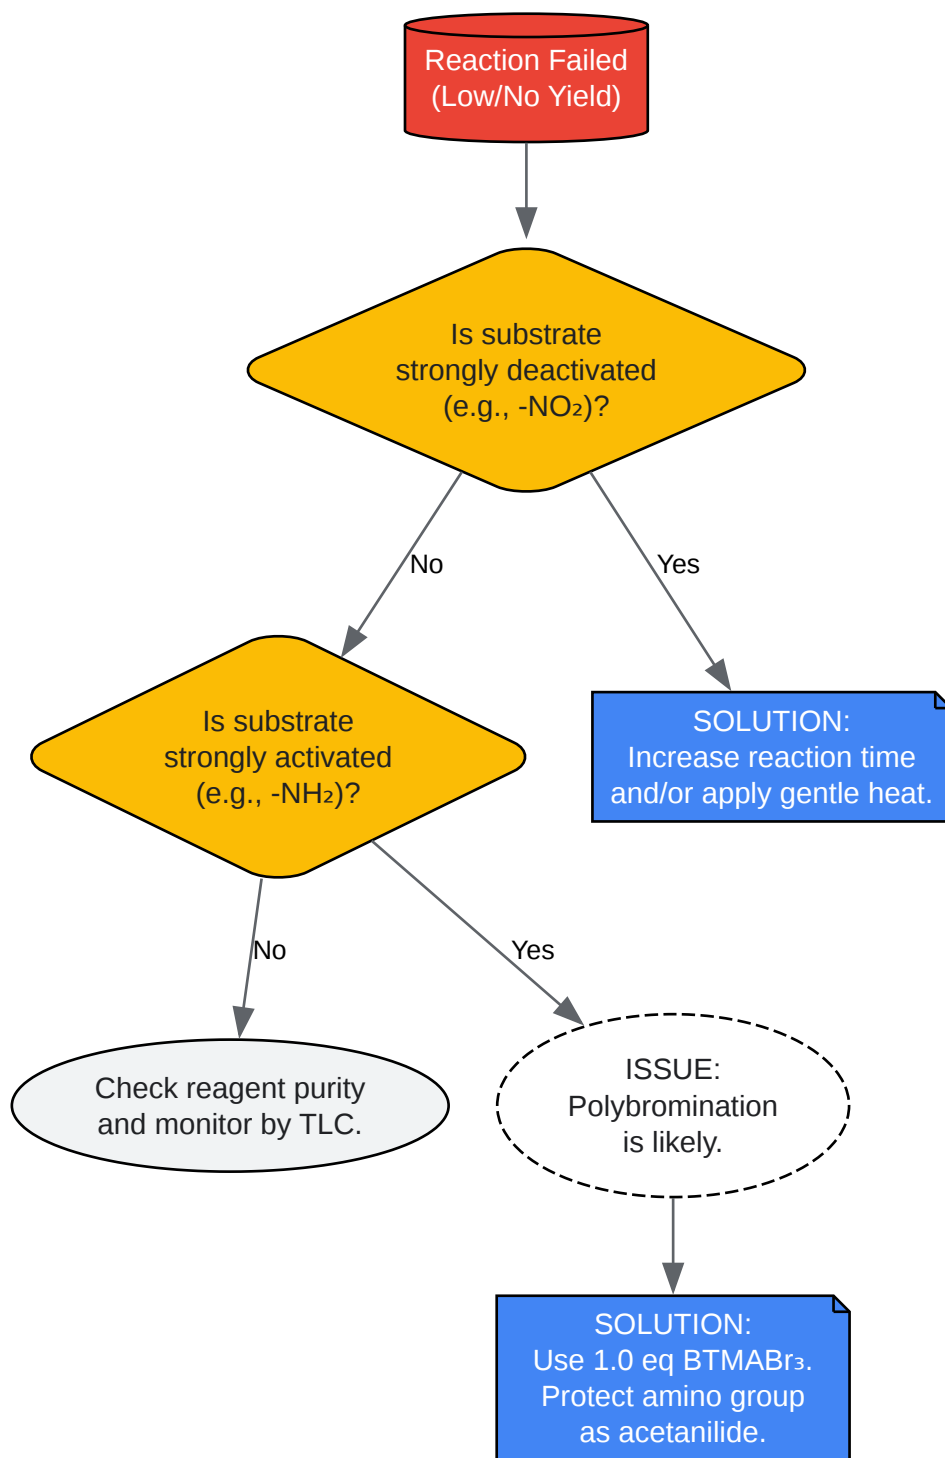 Reaction Failed
(Low/No Yield)
Is substrate
strongly deactivated
(e.g., -NO₂)?
No
Yes
Is substrate
strongly activated
(e.g., -NH₂)?
SOLUTION:
Increase reaction time
and/or apply gentle heat.
No
Yes
Check reagent purity
and monitor by TLC.
ISSUE:
Polybromination
is likely.
SOLUTION:
Use 1.0 eq BTMABr₃.
Protect amino group
as acetanilide.